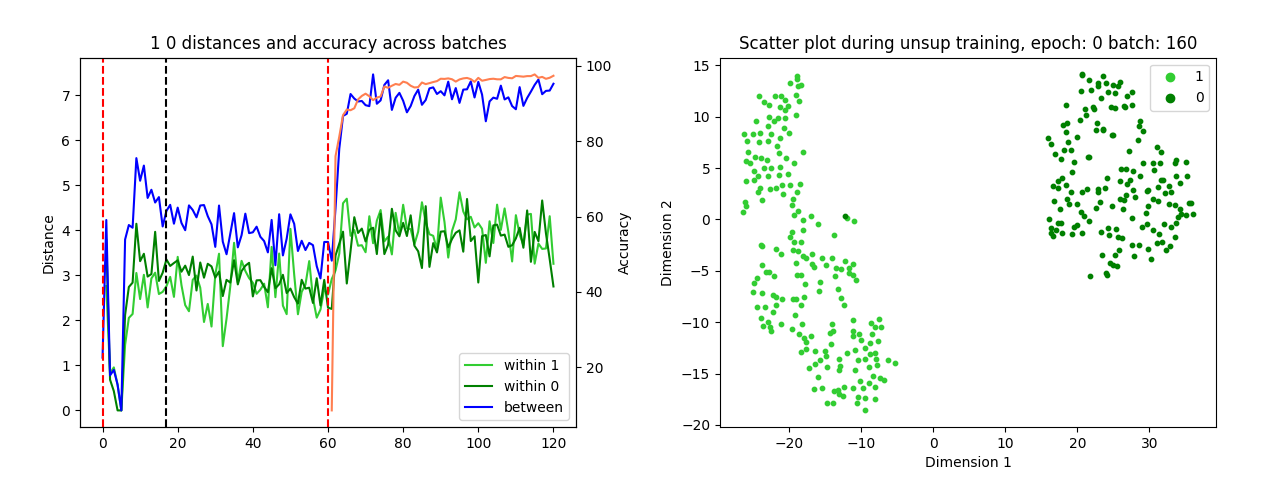 1 0 distances and accuracy across batches
Distance
7
6
5
4
3
2
1
0
100
80
60
40
20
Accuracy
within 1
within 0
between
0 20 40 60 80 100 120
Scatter plot during unsup training, epoch: 0 batch: 160
Dimension 2
15
10
5
0
−5
−10
−15
−20
1
0
−20 −10 0 10 20 30
Dimension 1